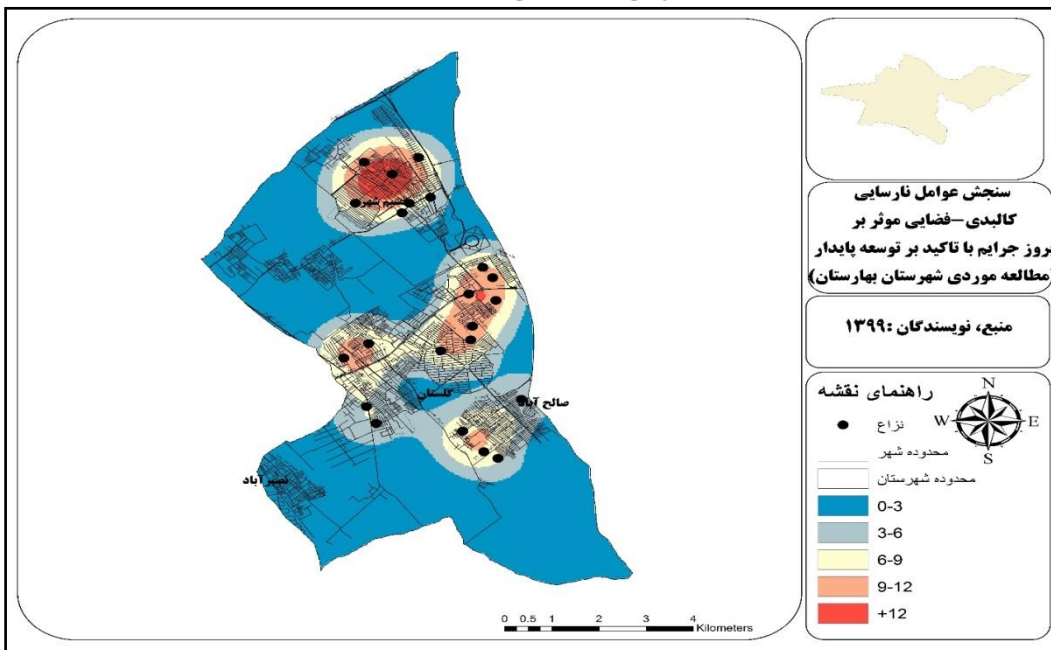 سنجش عوامل نارسایی
کالبدی-فضایی موثر بر
بروز جرایم با تاکید بر توسعه پایدار
(مطالعه موردی شهرستان بهارستان)
منبع، نویسندگان :۱۳۹۹
راهنمای نقشه
نزاع
محدوده شهر
محدوده شهرستان
0-3
3-6
6-9
9-12
+12
N
W
E
S
نسیم شهر
گلستان
صالح آباد
نصیرآباد
0 0.5 1 2 3 4
Kilometers